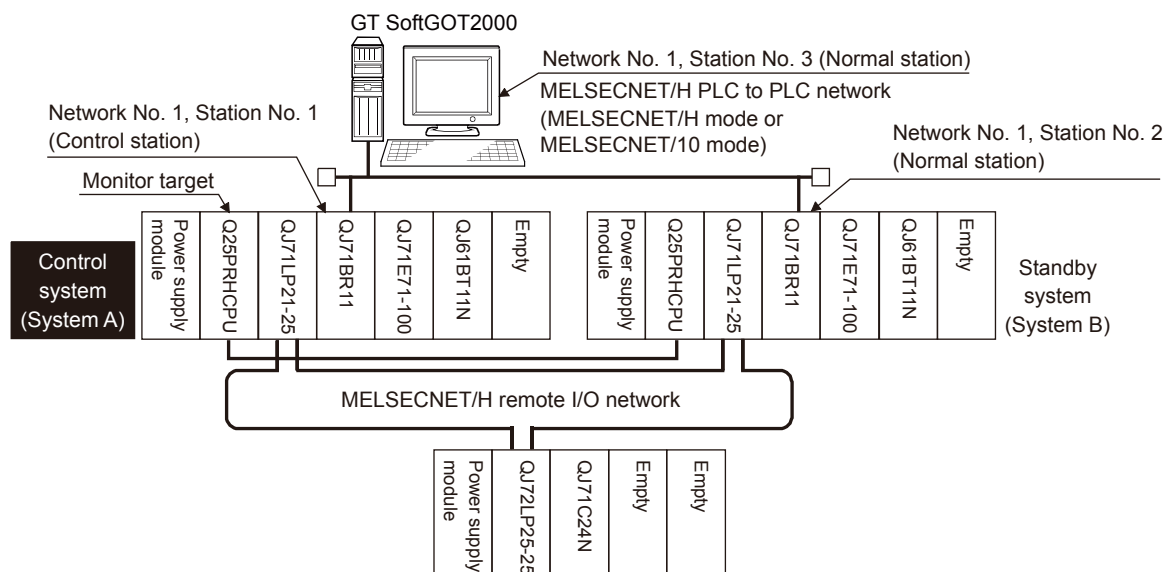 GT SoftGOT2000
Network No. 1, Station No. 3 (Normal station)
MELSECNET/H PLC to PLC network
(MELSECNET/H mode or
MELSECNET/10 mode)
Network No. 1, Station No. 1
(Control station)
Network No. 1, Station No. 2
(Normal station)
Monitor target
Control
system
(System A)
Power supply
module
Q25PRHCPU
QJ71LP21-25
QJ71BR11
QJ71E71-100
QJ61BT11N
Empty
Power supply
module
Q25PRHCPU
QJ71LP21-25
QJ71BR11
QJ71E71-100
QJ61BT11N
Empty
Standby
system
(System B)
MELSECNET/H remote I/O network
Power supply
module
QJ72LP25-25
QJ71C24N
Empty
Empty